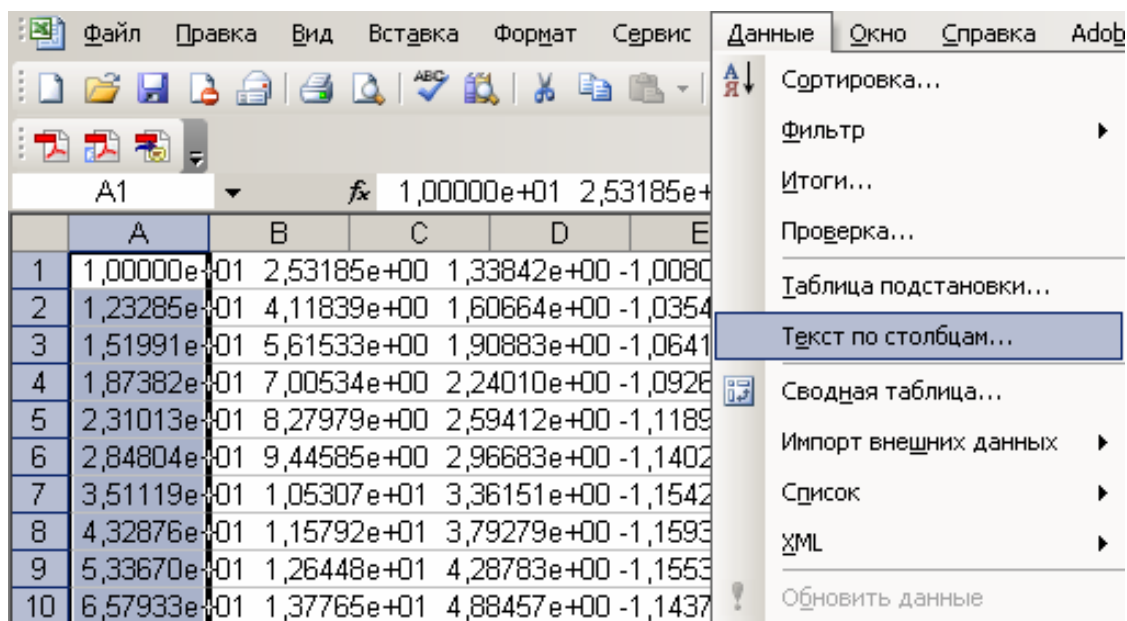 Файл Правка Вид Вставка Формат Сервис Данные Окно Справка Adob
Сортировка...
Фильтр
Итоги...
Проверка...
Таблица подстановки...
Текст по столбцам...
Сводная таблица...
Импорт внешних данных
Список
XML
Обновить данные
A1 fx 1,00000e+01 2,53185e+
A B C D E
1 1,00000e+01 2,53185e+00 1,33842e+00 -1,0080
2 1,23285e+01 4,11839e+00 1,60664e+00 -1,0354
3 1,51991e+01 5,61533e+00 1,90883e+00 -1,0641
4 1,87382e+01 7,00534e+00 2,24010e+00 -1,0926
5 2,31013e+01 8,27979e+00 2,59412e+00 -1,1189
6 2,84804e+01 9,44585e+00 2,96683e+00 -1,1402
7 3,51119e+01 1,05307e+01 3,36151e+00 -1,1542
8 4,32876e+01 1,15792e+01 3,79279e+00 -1,1593
9 5,33670e+01 1,26448e+01 4,28783e+00 -1,1553
10 6,57933e+01 1,37765e+01 4,88457e+00 -1,1437